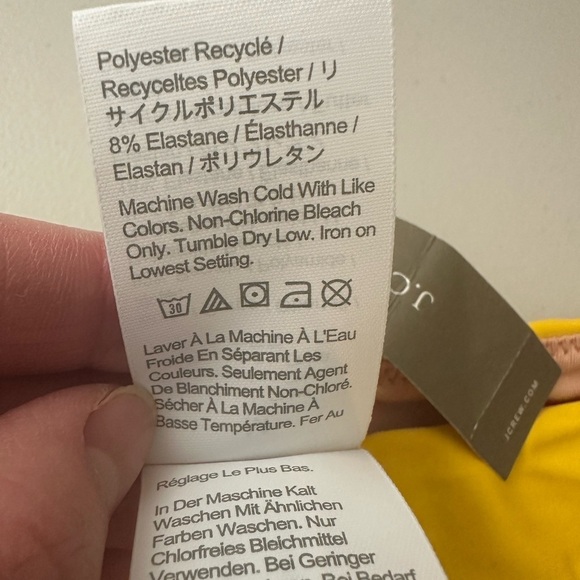 Polyester Recyclé /
Recyceltes Polyester / リ
サイクルポリエステル
8% Elastane / Élasthanne /
Elastan / ポリウレタン
Machine Wash Cold With Like
Colors. Non-Chlorine Bleach
Only. Tumble Dry Low. Iron on
Lowest Setting.
30
Laver À La Machine À L'Eau
Froide En Séparant Les
Couleurs. Seulement Agent
De Blanchiment Non-Chloré.
Sécher À La Machine À
Basse Température. Fer Au
Réglage Le Plus Bas.
In Der Maschine Kalt
Waschen Mit Ähnlichen
Farben Waschen. Nur
Chlorfreies Bleichmittel
Verwenden. Bei Geringer
Bei Bedarf
J.C
JCREW.COM